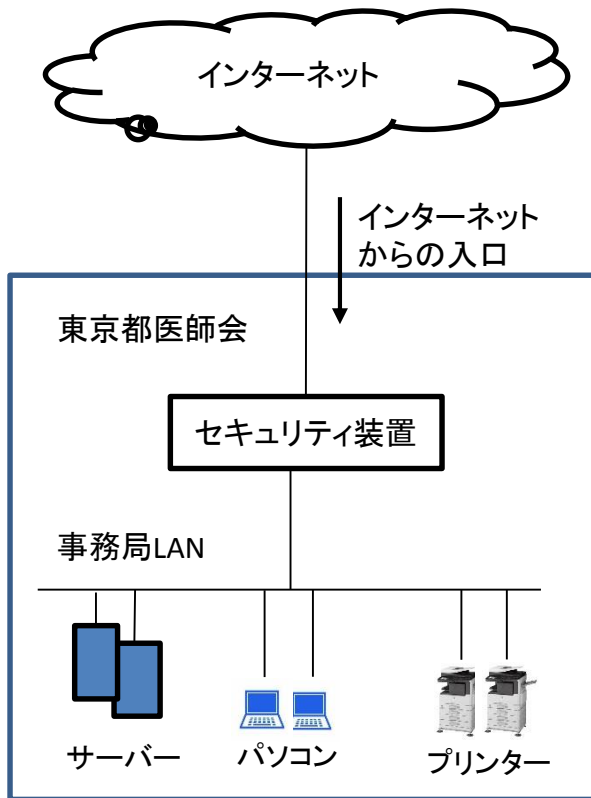 インターネット
インターネット
からの入口
東京都医師会
セキュリティ装置
事務局LAN
サーバー
パソコン
プリンター